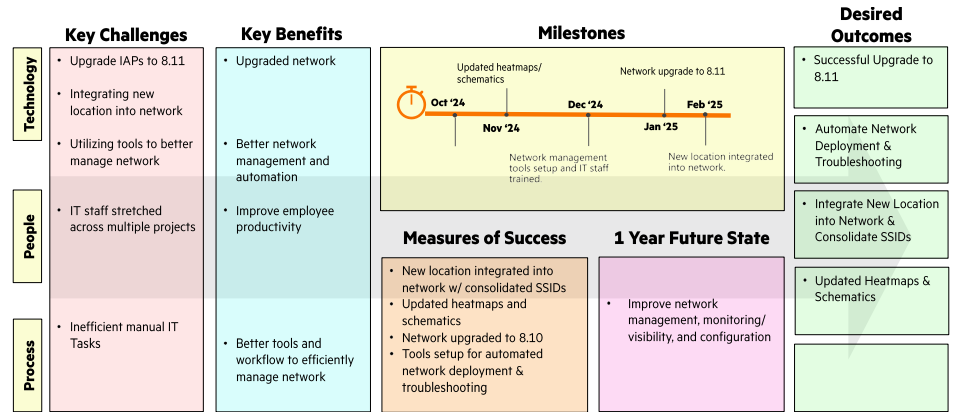 Key Challenges
Key Benefits
Milestones
Desired
Outcomes
Technology
• Upgrade IAPs to 8.11
• Integrating new
location into network
• Utilizing tools to better
manage network
• Upgraded network
• Better network
management and
automation
Updated heatmaps/
schematics
Network upgrade to 8.11
Oct ‘24
Dec ‘24
Feb ‘25
Nov ‘24
Jan ‘25
Network management
tools setup and IT staff
trained.
New location integrated
into network.
• Successful Upgrade to
8.11
• Automate Network
Deployment &
Troubleshooting
People
• IT staff stretched
across multiple projects
• Improve employee
productivity
• Integrate New Location
into Network &
Consolidate SSIDs
Measures of Success
1 Year Future State
• New location integrated into
network w/ consolidated SSIDs
• Updated heatmaps and
schematics
• Network upgraded to 8.10
• Tools setup for automated
network deployment &
troubleshooting
• Improve network
management, monitoring/
visibility, and configuration
• Updated Heatmaps &
Schematics
Process
• Inefficient manual IT
Tasks
• Better tools and
workflow to efficiently
manage network